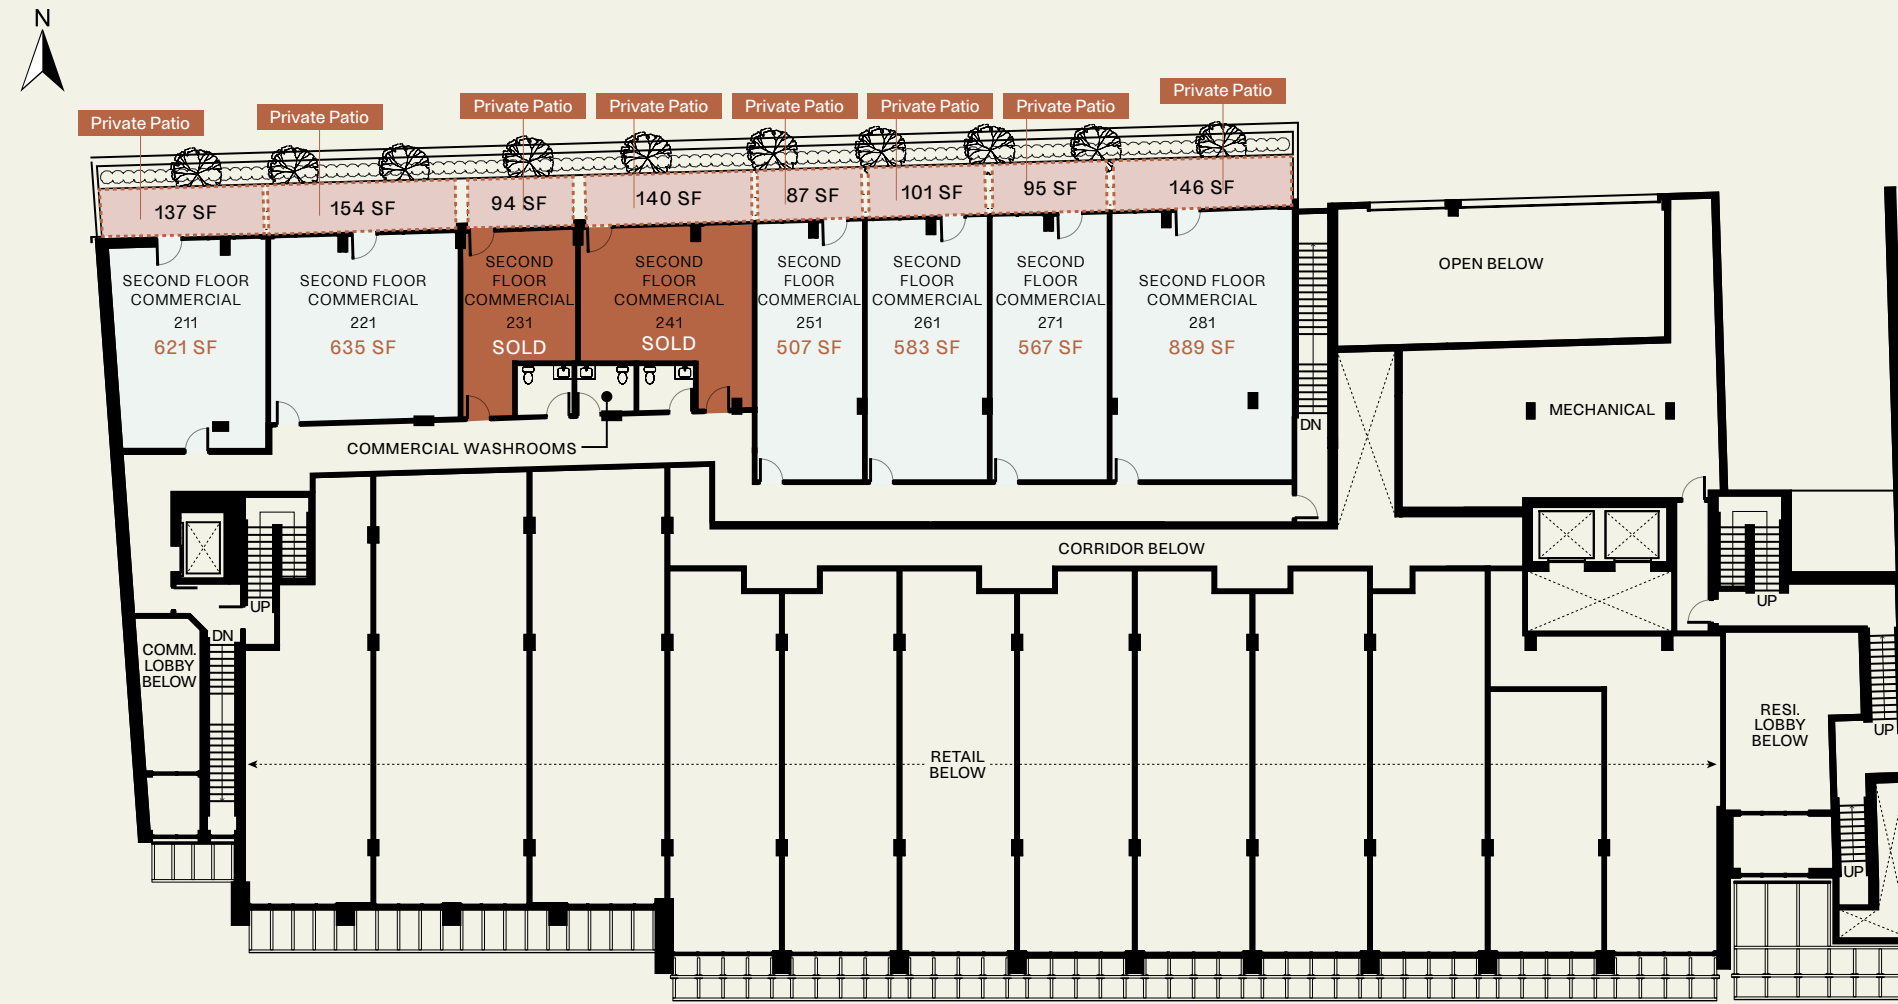 N
Private Patio
Private Patio
Private Patio
Private Patio
Private Patio
Private Patio
Private Patio
Private Patio
137 SF
154 SF
94 SF
140 SF
87 SF
101 SF
95 SF
146 SF
SECOND FLOOR
COMMERCIAL
211
621 SF
SECOND FLOOR
COMMERCIAL
221
635 SF
SECOND
FLOOR
COMMERCIAL
231
SOLD
SECOND
FLOOR
COMMERCIAL
241
SOLD
SECOND
FLOOR
COMMERCIAL
251
507 SF
SECOND
FLOOR
COMMERCIAL
261
583 SF
SECOND
FLOOR
COMMERCIAL
271
567 SF
SECOND FLOOR
COMMERCIAL
281
889 SF
OPEN BELOW
MECHANICAL
DN
COMMERCIAL WASHROOMS
CORRIDOR BELOW
UP
UP
DN
COMM.
LOBBY
BELOW
RESI.
LOBBY
BELOW
UP
RETAIL
BELOW
UP